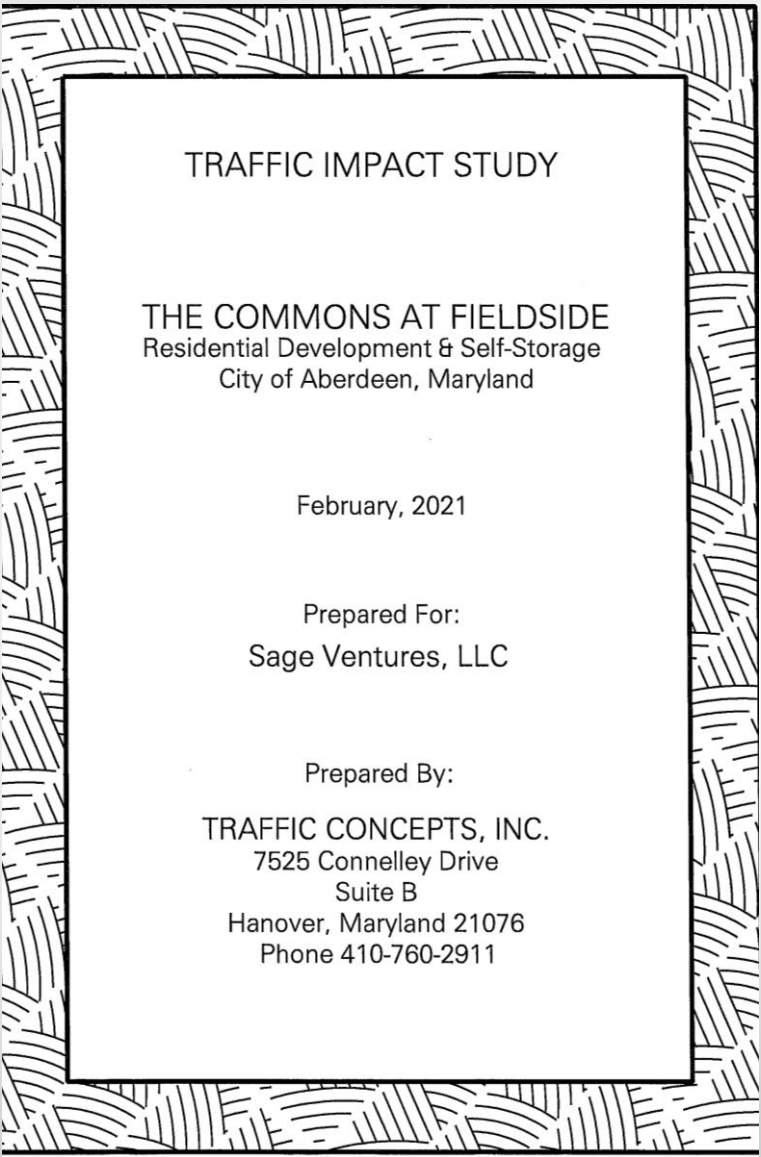 TRAFFIC IMPACT STUDY
THE COMMONS AT FIELDSIDE
Residential Development & Self-Storage
City of Aberdeen, Maryland
February, 2021
Prepared For:
Sage Ventures, LLC
Prepared By:
TRAFFIC CONCEPTS, INC.
7525 Connelley Drive
Suite B
Hanover, Maryland 21076
Phone 410-760-2911